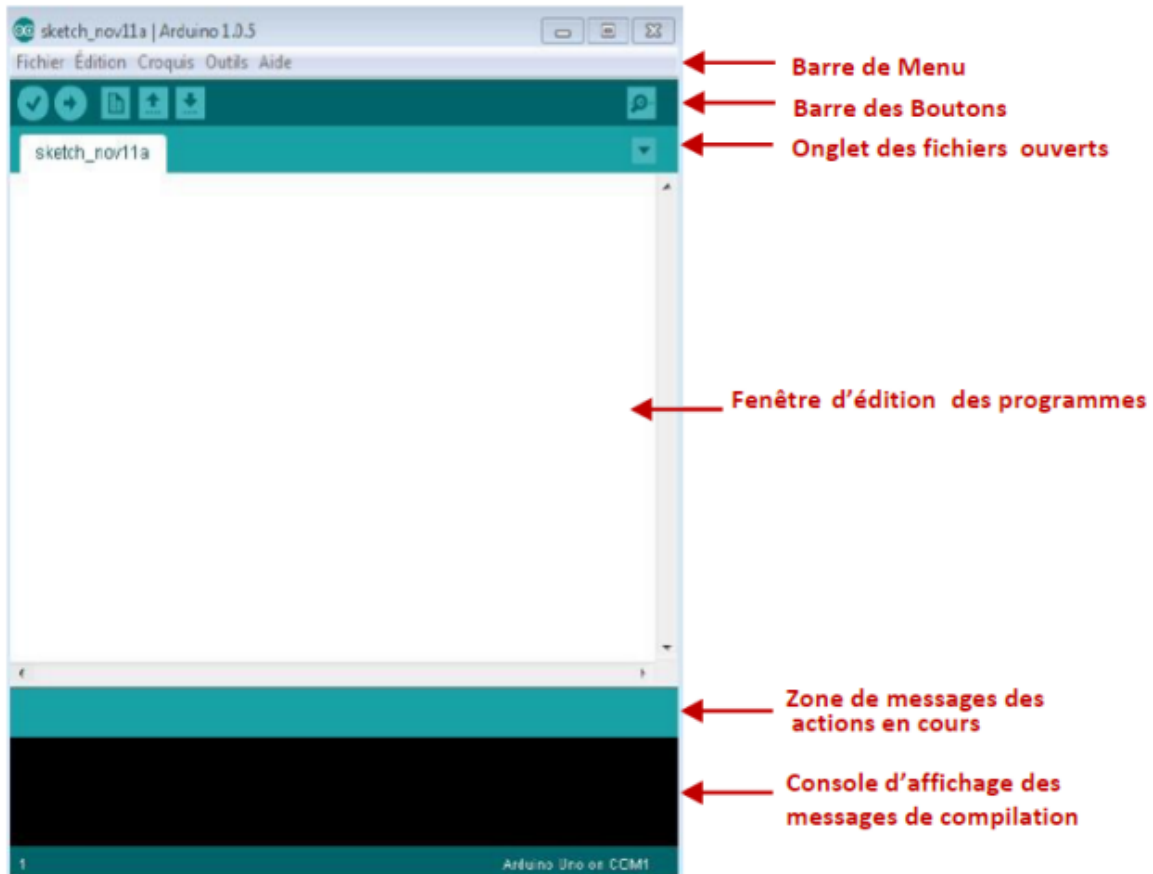 sketch_nov11a | Arduino 1.0.5
Fichier Édition Croquis Outils Aide
Barre de Menu
Barre des Boutons
sketch_nov11a
Onglet des fichiers ouverts
Fenêtre d'édition des programmes
Zone de messages des
actions en cours
Console d'affichage des
messages de compilation
1
Arduino Uno on COM1